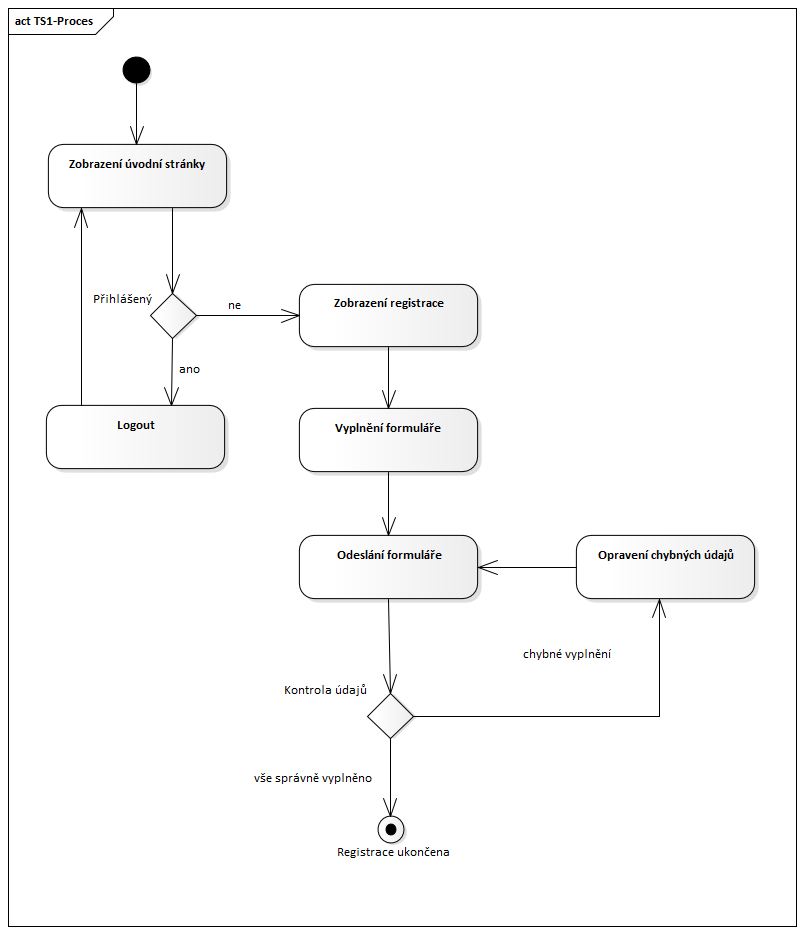 act TS1-Proces
Zobrazení úvodní stránky
Přihlášený
ne
Zobrazení registrace
ano
Logout
Vyplnění formuláře
Odeslání formuláře
Opravení chybných údajů
chybné vyplnění
Kontrola údajů
vše správně vyplněno
Registrace ukončena